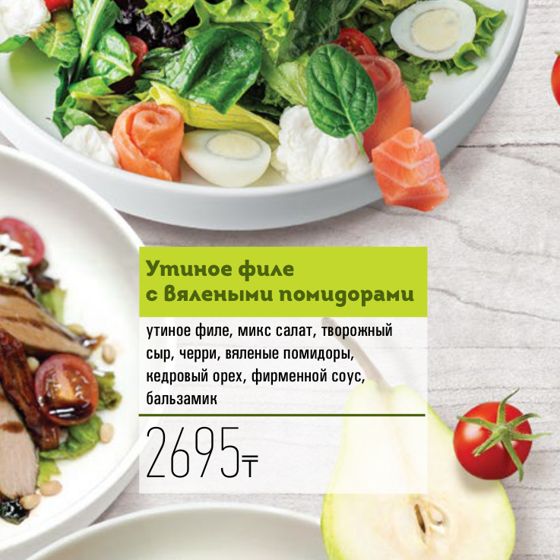 Утиное филе
с вялеными помидорами
утиное филе, микс салат, творожный
сыр, черри, вяленые помидоры,
кедровый орех, фирменной соус,
бальзамик
2695₸